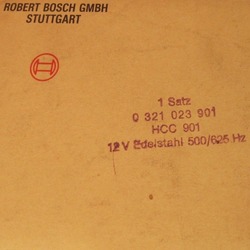 ROBERT BOSCH GMBH
STUTTGART
1 Satz
0 321 023 901
HCC 901
12 V Edelstahl 500/625 Hz